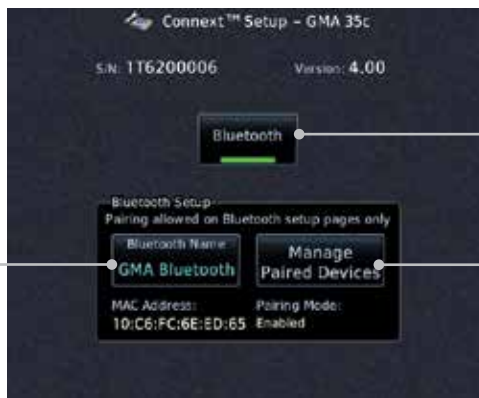 Connext™ Setup – GMA 35c
S/N: 1T6200006 Version: 4.00
Bluetooth
Bluetooth Setup
Pairing allowed on Bluetooth setup pages only
Bluetooth Name
GMA Bluetooth
Manage
Paired Devices
MAC Address: Pairing Mode:
10:C6:FC:6E:ED:65 Enabled